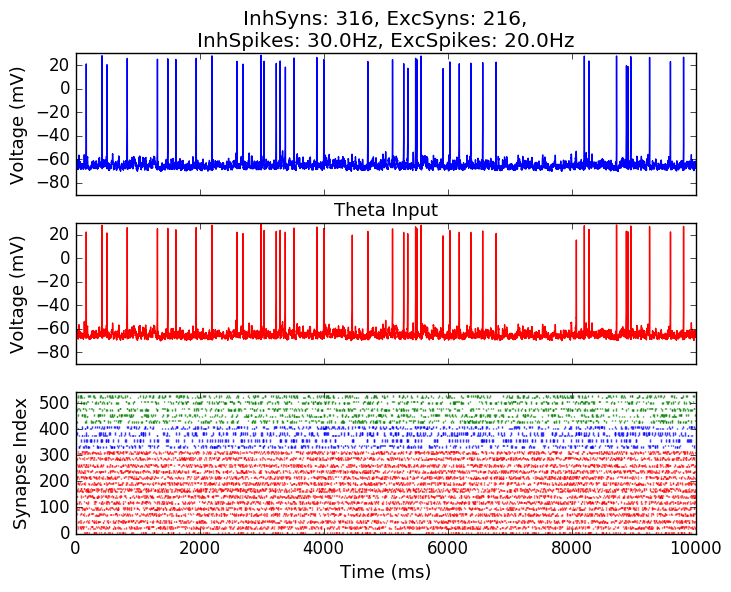 InhSyns: 316, ExcSyns: 216,
InhSpikes: 30.0Hz, ExcSpikes: 20.0Hz
Voltage (mV)
20
0
−20
−40
−60
−80
Theta Input
Voltage (mV)
20
0
−20
−40
−60
−80
Synapse Index
500
400
300
200
100
0
0 2000 4000 6000 8000 10000
Time (ms)